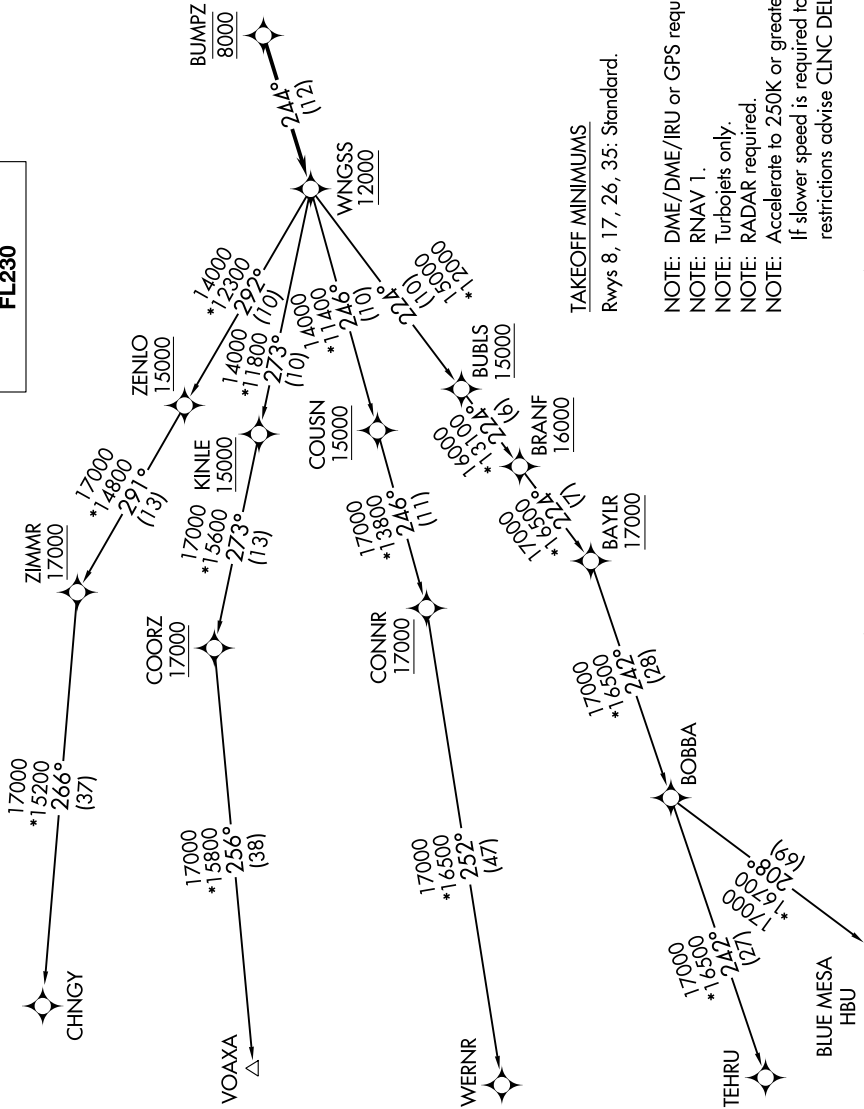 FL230
BUMPZ
8000
244°
(12)
WNGSS
12000
14000
*12300
292°
(10)
ZENLO
15000
17000
*14800
291°
(13)
ZIMMR
17000
17000
*15200
266°
(37)
CHNGY
14000
*11800
273°
(10)
KINLE
15000
17000
*15600
273°
(13)
COORZ
17000
17000
*15800
256°
(38)
VOAXA
14000
*11400
246°
(10)
COUSN
15000
17000
*13800
246°
(11)
CONNR
17000
17000
*16500
252°
(47)
WERNR
15000
*12000
224°
(10)
BUBLS
15000
16000
*13100
224°
(6)
BRANF
16000
17000
*16500
224°
(7)
BAYLR
17000
17000
*16500
242°
(28)
BOBBA
17000
*16500
242°
(27)
TEHRU
17000
*16700
208°
(69)
BLUE MESA
HBU
TAKEOFF MINIMUMS
Rwys 8, 17, 26, 35: Standard.
NOTE: DME/DME/IRU or GPS requ
NOTE: RNAV 1.
NOTE: Turbojets only.
NOTE: RADAR required.
NOTE: Accelerate to 250K or greate
If slower speed is required to
restrictions advise CLNC DEL